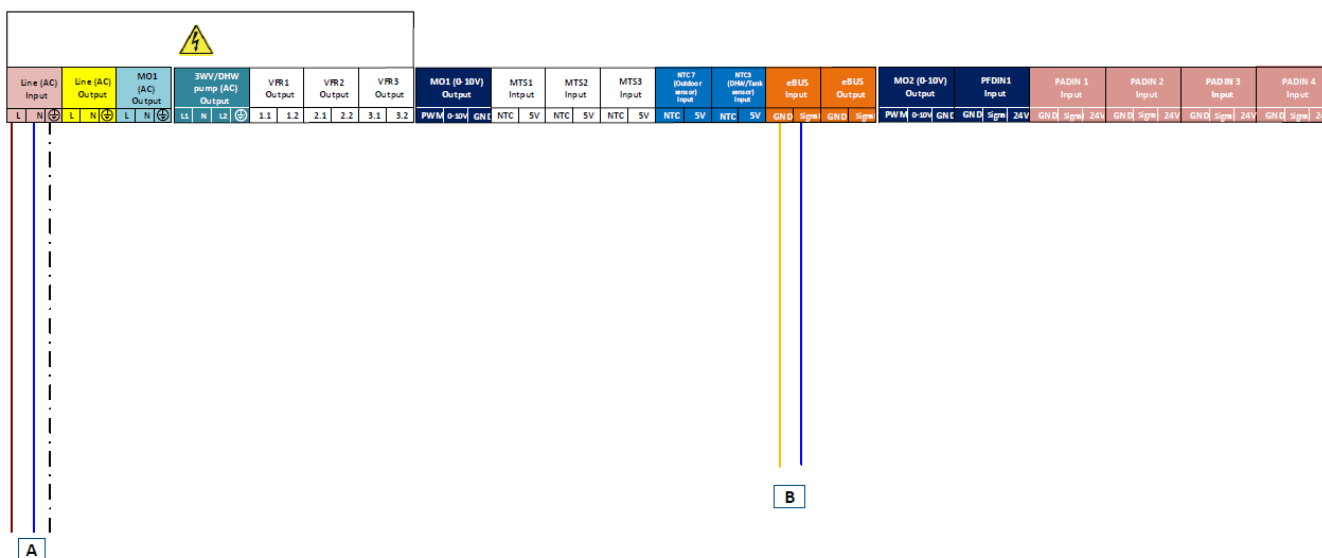 Line (AC)
Input
Line (AC)
Output
MO1
(AC)
Output
3WV/DHW
pump (AC)
Output
VFR1
Output
VFR2
Output
VFR3
Output
MO1 (0-10V)
Output
MTS1
Intput
MTS2
Input
MTS3
Input
NTC7
(Outdoor
sensor)
Input
NTC3
(DHW/Tank
sensor)
Input
eBUS
Input
eBUS
Output
MO2 (0-10V)
Output
PFDIN1
Input
PADIN 1
Input
PADIN 2
Input
PADIN 3
Input
PADIN 4
Input
L N L N L N L1 N L2 1.1 1.2 2.1 2.2 3.1 3.2 PWM 0-10V GND NTC 5V NTC 5V NTC 5V NTC 5V NTC 5V GND Signal GND Signal PWM 0-10V GND GND Signal 24V GND Signal 24V GND Signal 24V GND Signal 24V GND Signal 24
B
A